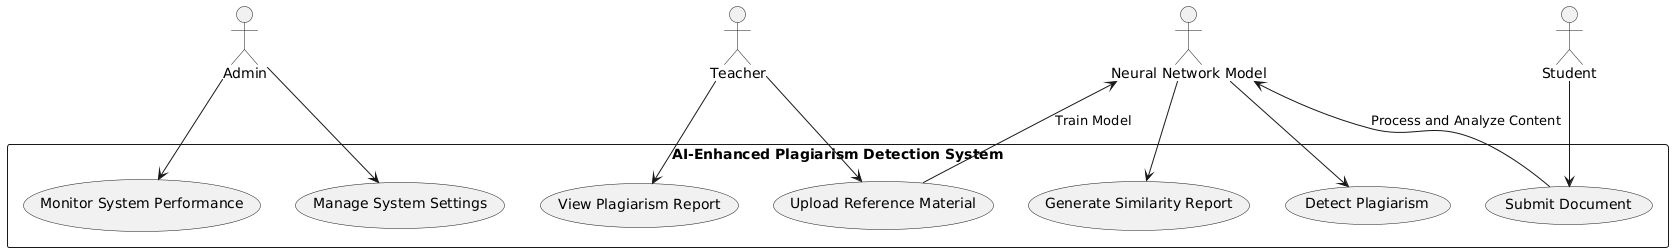 Admin
Teacher
Neural Network Model
Student
Train Model
Process and Analyze Content
AI-Enhanced Plagiarism Detection System
Monitor System Performance
Manage System Settings
View Plagiarism Report
Upload Reference Material
Generate Similarity Report
Detect Plagiarism
Submit Document